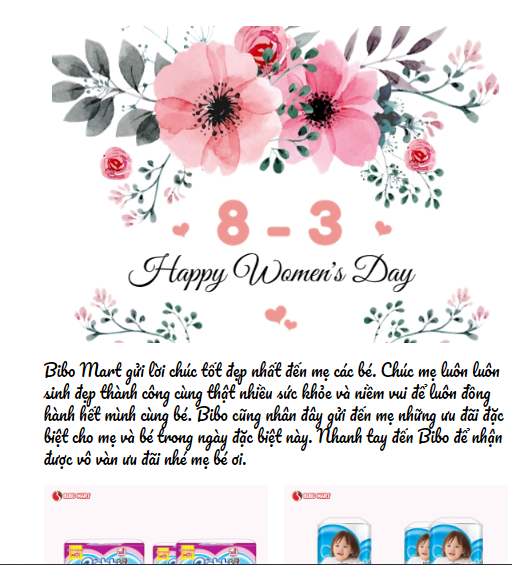 8 - 3
Happy Women's Day
Bibo Mart gửi lời chúc tốt đẹp nhất đến mẹ các bé. Chúc mẹ luôn luôn
sinh đẹp thành công cùng thật nhiều sức khỏe và niềm vui để luôn đồng
hành hết mình cùng bé. Bibo cũng nhân đây gửi đến mẹ những ưu đãi đặc
biệt cho mẹ và bé trong ngày đặc biệt này. Nhanh tay đến Bibo để nhận
được vô vàn ưu đãi nhé mẹ bé ơi.
BIBO MART
BIBO MART